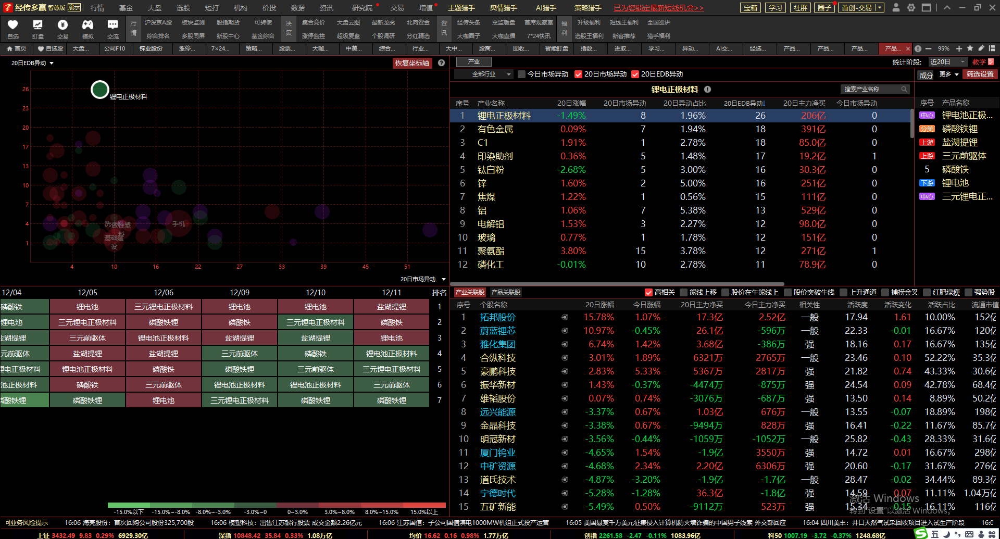 经传多赢 智尊版 演示 行情 基金 大盘 选股 短打 机构 价投 数据 资讯 研究院 交易 增值 主题猎手 舆情猎手 AI猎手 策略猎手 已为您锁定最新短线机会>> 宝箱 学习 社群 圈子 首创-交易
行情 沪深京A股 板块监测 股指期货 可转债 决策 集合竞价 大盘云图 最新龙虎 北向资金 资讯 经传头条 总监看盘 首席观察室 福利 升级福利 短线王福利 全国巡讲
自选 盯盘 交易 模拟 交流 综合排名 多股同屏 新股中心 基金综合 涨停监控 超级复盘 个股调研 分红精选 大咖圈子 大咖直播 7*24快讯 选股王福利 新客推荐 猎手福利
首页 自选股 大盘... 公司F10 锌业股份 涨停... 7×24... 策略... 股票... 大咖... 中美... 综合... 行业... 大中... 股商... 固收... 智能盯盘 指数... 进取... 学习... 异动... AI交... 经选... 产品... 产品... 产品... 产品... × 95%
20日EDB异动 恢复坐标轴
26
23
20
17
13
10
7
4
1
锂电正极材料
手机
基础建设
4 10 16 22 27 33 39 45 51
20日市场异动
产业 统计阶段: 近20日 教学
全部行业 今日市场异动 20日市场异动 20日EDB异动 成分 更多 筛选设置
锂电正极材料 搜索产业名称
序号 产业名称 20日涨幅 20日市场异动 20日异动占比 20日EDB异动↓ 20日主力净买 今日市场异动
1 锂电正极材料 -1.49% 8 1.96% 26 206亿 0
2 有色金属 0.09% 7 1.94% 18 391亿 0
3 C1 1.91% 1 2.78% 18 85.0亿 0
4 印染助剂 0.36% 5 1.48% 17 19.2亿 1
5 钛白粉 -2.68% 5 3.00% 16 30.3亿 0
6 锌 1.60% 2 5.00% 16 251亿 0
7 焦煤 1.22% 1 0.56% 15 111亿 0
8 铝 1.06% 7 5.38% 13 529亿 0
9 电解铝 1.53% 3 2.27% 12 98.0亿 0
10 玻璃 0.77% 1 1.78% 12 151亿 0
11 聚氨酯 3.80% 15 3.78% 12 271亿 1
12 磷化工 -0.01% 10 2.78% 11 78.9亿 0
序号 产品名称
中心 锂电池正极...
分类 磷酸铁锂
上游 盐湖提锂
上游 三元前驱体
5 磷酸铁
下游 锂电池
中心 三元锂电正...
12/04 12/05 12/06 12/09 12/10 12/11 排名
磷酸铁 锂电池 三元锂电正极材料 锂电池 锂电池 盐湖提锂 1
锂电池 三元锂电正极材料 磷酸铁锂 磷酸铁 三元锂电正极材料 磷酸铁 2
盐湖提锂 三元前驱体 锂电池正极材料 盐湖提锂 盐湖提锂 锂电池 3
元前驱体 盐湖提锂 盐湖提锂 三元前驱体 磷酸铁 锂电池正极材料 4
锂电正极材料 锂电池正极材料 磷酸铁 磷酸铁锂 三元前驱体 三元锂电正极材料 5
池正极材料 磷酸铁 三元前驱体 锂电池正极材料 锂电池正极材料 三元前驱体 6
磷酸铁锂 磷酸铁锂 锂电池 三元锂电正极材料 磷酸铁锂 磷酸铁锂 7
-15.0%以下 -15.0%~-8.0% -8.0%~-3.0% -3.0%~0 0~3.0% 3.0%~8.0% 8.0%~15.0% 15.0%以上
产业关联股 产品关联股 高相关 熊线上移 股价在牛熊线上 股价突破牛线 上升通道 捕捞金叉 红肥绿瘦 强势股
序号 个股名称 20日涨幅 今日涨幅 20日主力净买 今日主力净买 相关性 活跃度 活跃变化 活跃占比 流通市值
1 拓邦股份 15.78% 1.07% 17.3亿 2.52亿 一般 17.94 1.61 10.00% 152亿
2 蔚蓝锂芯 10.97% -0.45% 26.1亿 -596万 一般 22.33 -0.01 16.67% 120亿
3 雅化集团 6.74% 1.42% 3.68亿 -386万 强 18.16 0.17 16.67% 135亿
4 合纵科技 3.01% 1.89% 6321万 2765万 一般 23.46 0.10 52.22% 35.3亿
5 豪鹏科技 2.83% 5.33% 5367万 2817万 强 21.82 0.74 43.33% 30.6亿
6 振华新材 1.43% -0.37% -4474万 -875万 强 24.54 0.09 42.78% 68.4亿
7 雄韬股份 0.07% 0.74% -3076万 -687万 强 13.50 0.14 8.89% 50.2亿
8 远兴能源 -3.37% 0.67% 1.03亿 676万 一般 13.55 -0.07 18.89% 198亿
9 金晶科技 -3.38% 0.67% -9494万 828万 强 16.41 -0.22 11.67% 85.7亿
10 明冠新材 -3.56% -0.44% -1059万 -1052万 一般 25.82 -0.43 28.33% 31.6亿
11 厦门钨业 -4.65% 1.54% -1.9亿 3550万 强 14.72 0.01 16.67% 298亿
12 中矿资源 -4.68% 2.34% 2.20亿 6306万 强 20.60 -0.17 31.67% 276亿
13 道氏技术 -4.87% -3.20% -1.9亿 -1.7亿 一般 28.47 -0.02 34.44% 89.3亿
14 宁德时代 -5.28% -1.28% 36.3亿 -1.8亿 强 14.59 0.07 11.11% 1.04万亿
15 五矿新能 -5.49% 0.50% -9112万 523万 强 15.34 0.15 16.11% 116亿
激活 Windows
转到"设置"以激活 Windows。
司业务风险提示 16:06 海亮股份：首次回购公司股份325,700股 16:06 模塑科技：出售江苏银行股票 成交金额2.26亿元 16:06 江苏国信：子公司国信滨电1000MW机组正式投产运营 16:05 美国悬赏千万美元征集侵入计算机防火墙诈骗的中国男子线索 外交部回应 16:04 四川美丰：井口天然气试采回收项目进入试生产阶段 16:0
上证 3432.49 9.83 0.29% 6929.30亿 深指 10848.42 35.84 0.33% 1.08万亿 均价 16.62 0.16 0.98% 1.77万亿 创指 2261.58 -2.47 -0.11% 1083.96亿 科50 1007.19 -3.72 -0.37% 1248.68亿 五